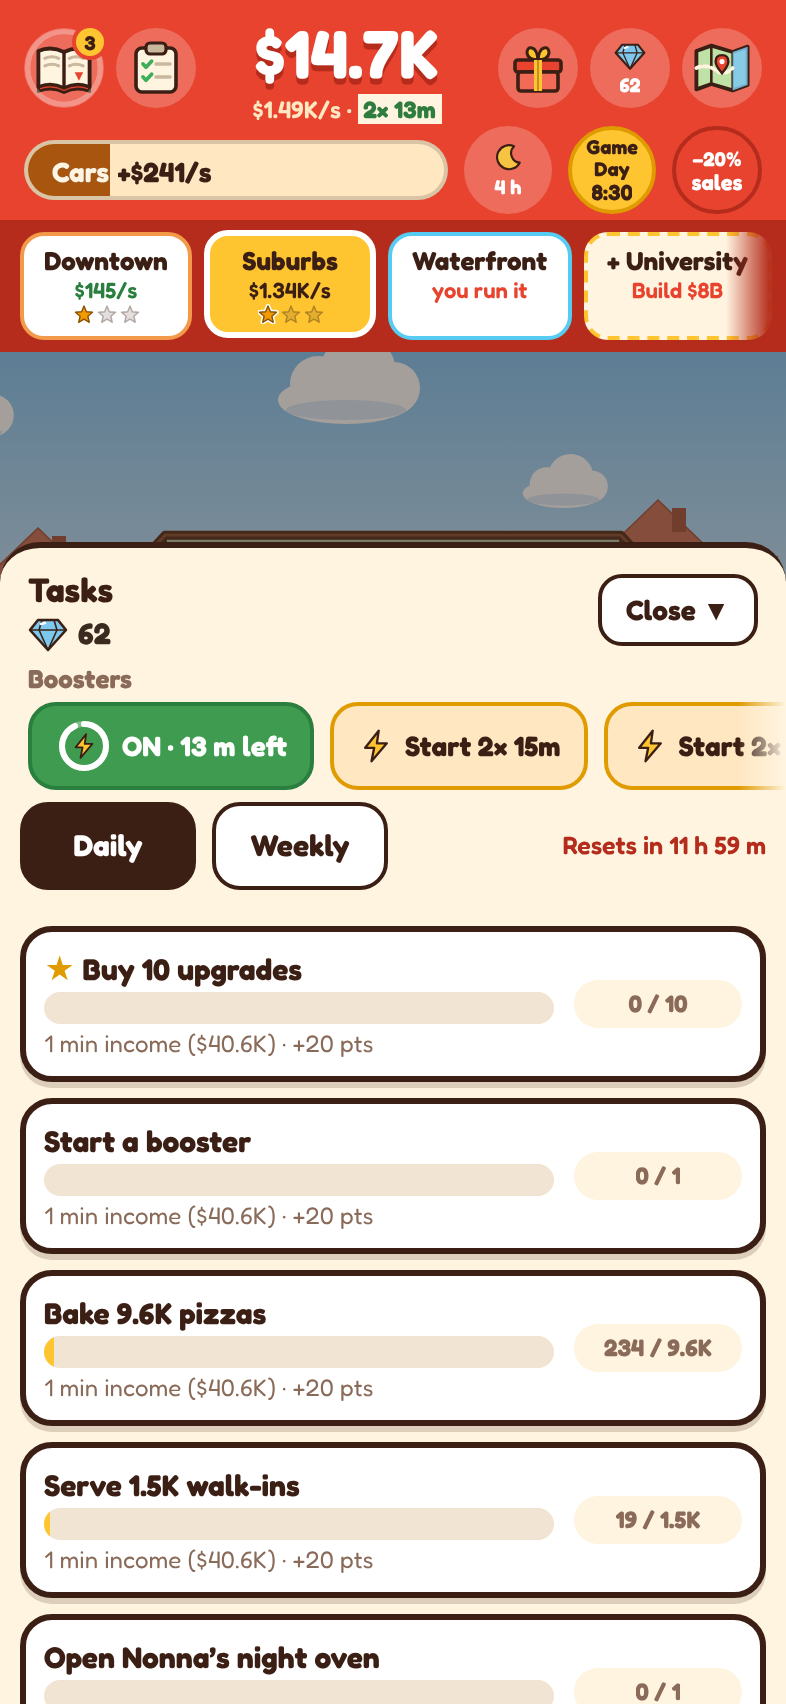 3
$14.7K
$1.49K/s · 2x 13m
62
Cars +$241/s
4 h
Game
Day
8:30
–20%
sales
Downtown
$145/s
Suburbs
$1.34K/s
Waterfront
you run it
+ University
Build $8B
Tasks
62
Close ▼
Boosters
ON · 13 m left
Start 2x 15m
Start 2x
Daily
Weekly
Resets in 11 h 59 m
★ Buy 10 upgrades
0 / 10
1 min income ($40.6K) · +20 pts
Start a booster
0 / 1
1 min income ($40.6K) · +20 pts
Bake 9.6K pizzas
234 / 9.6K
1 min income ($40.6K) · +20 pts
Serve 1.5K walk-ins
19 / 1.5K
1 min income ($40.6K) · +20 pts
Open Nonna’s night oven
0 / 1